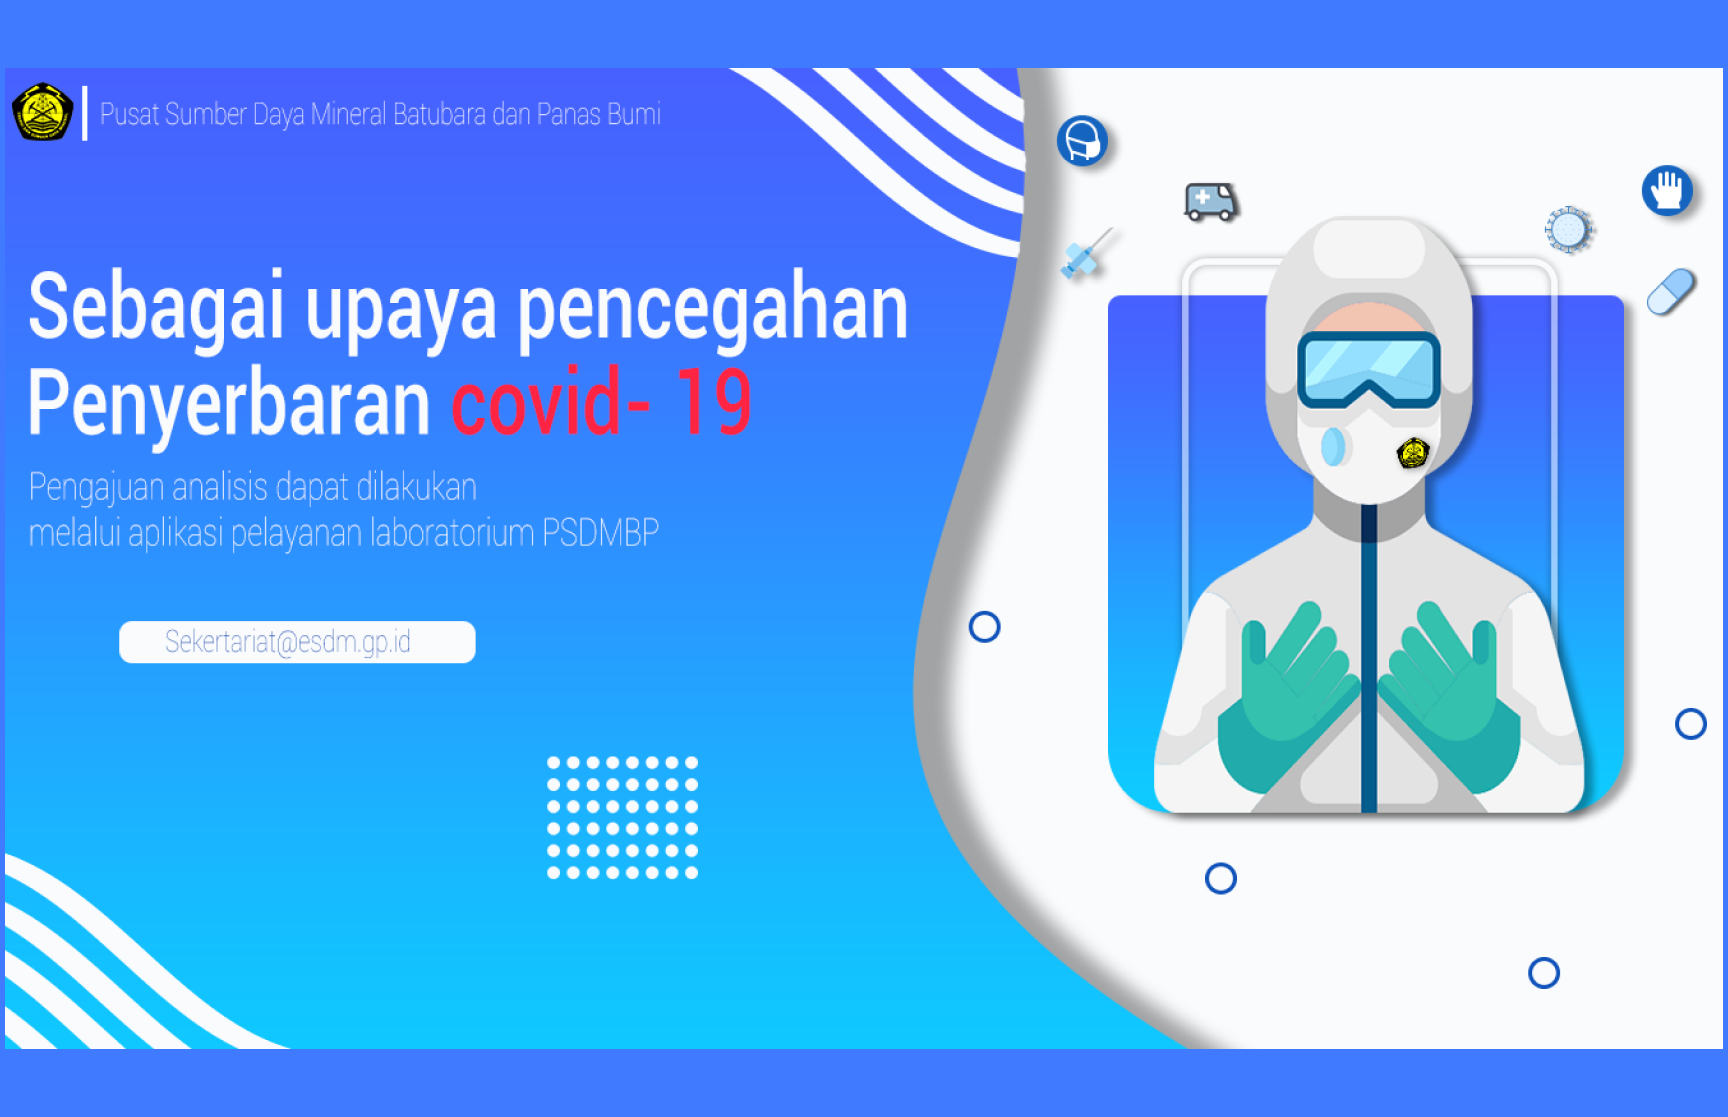 Pusat Sumber Daya Mineral Batubara dan Panas Bumi
Sebagai upaya pencegahan
Penyerbaran covid- 19
Pengajuan analisis dapat dilakukan
melalui aplikasi pelayanan laboratorium PSDMBP
Sekertariat@esdm.gp.id